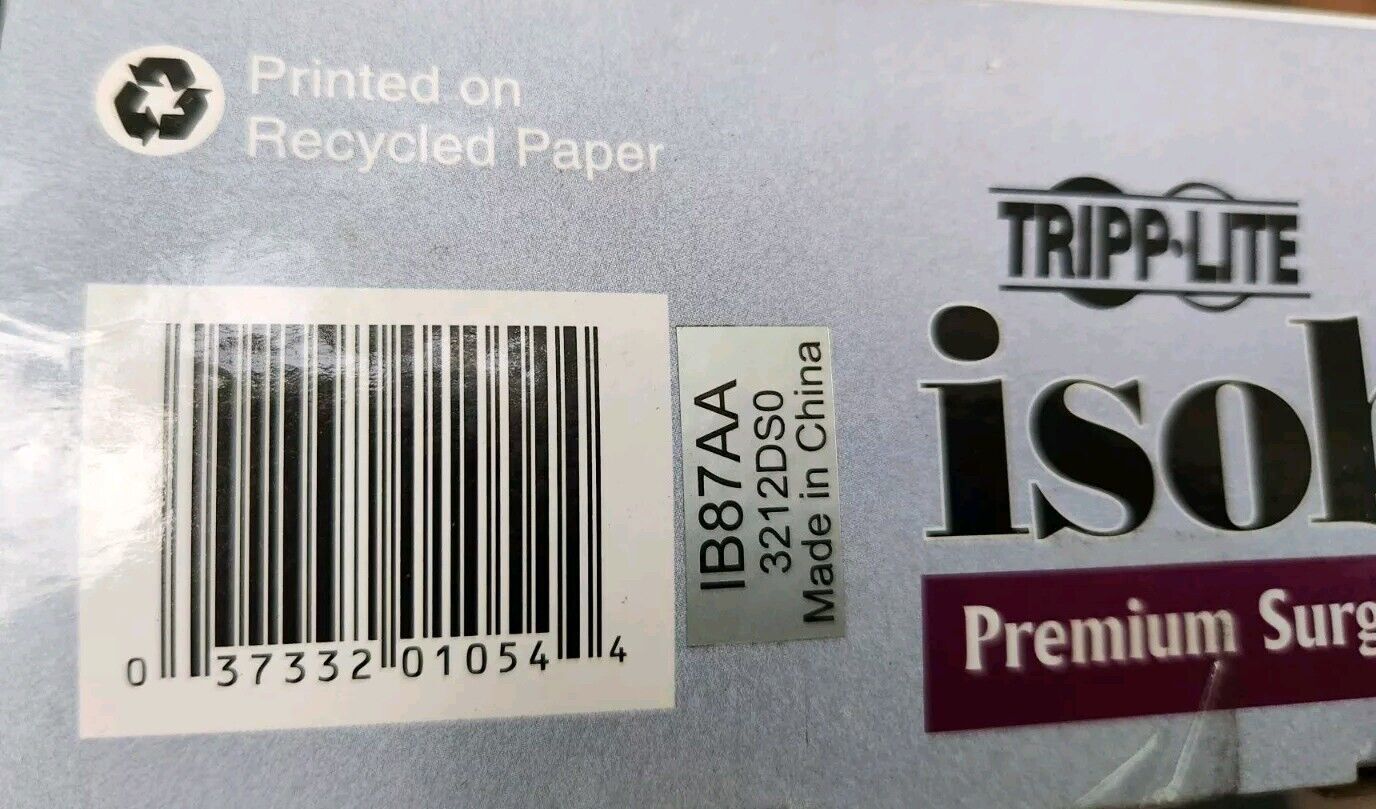 Printed on
Recycled Paper
TRIPP·LITE
isob
Premium Surg
IB87AA
3212DS0
Made in China
0 37332 01054 4